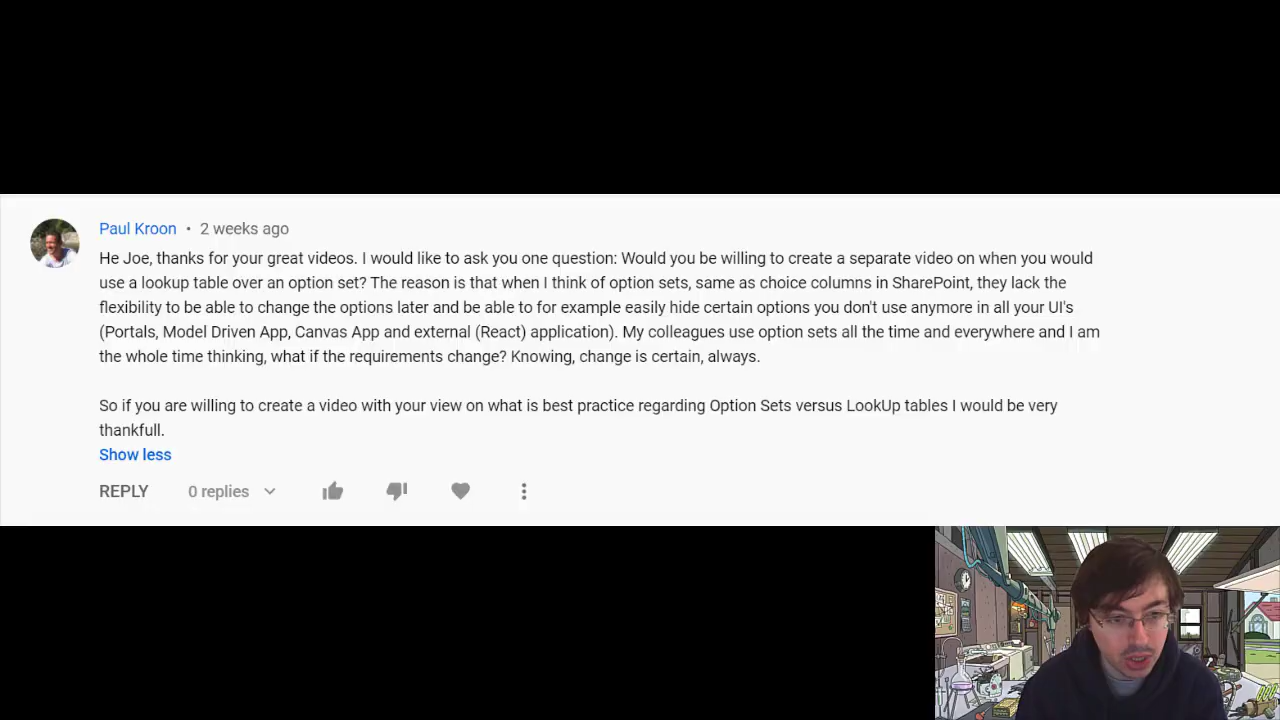 Paul Kroon • 2 weeks ago
He Joe, thanks for your great videos. I would like to ask you one question: Would you be willing to create a separate video on when you would
use a lookup table over an option set? The reason is that when I think of option sets, same as choice columns in SharePoint, they lack the
flexibility to be able to change the options later and be able to for example easily hide certain options you don't use anymore in all your UI's
(Portals, Model Driven App, Canvas App and external (React) application). My colleagues use option sets all the time and everywhere and I am
the whole time thinking, what if the requirements change? Knowing, change is certain, always.
So if you are willing to create a video with your view on what is best practice regarding Option Sets versus LookUp tables I would be very
thankfull.
Show less
REPLY 0 replies